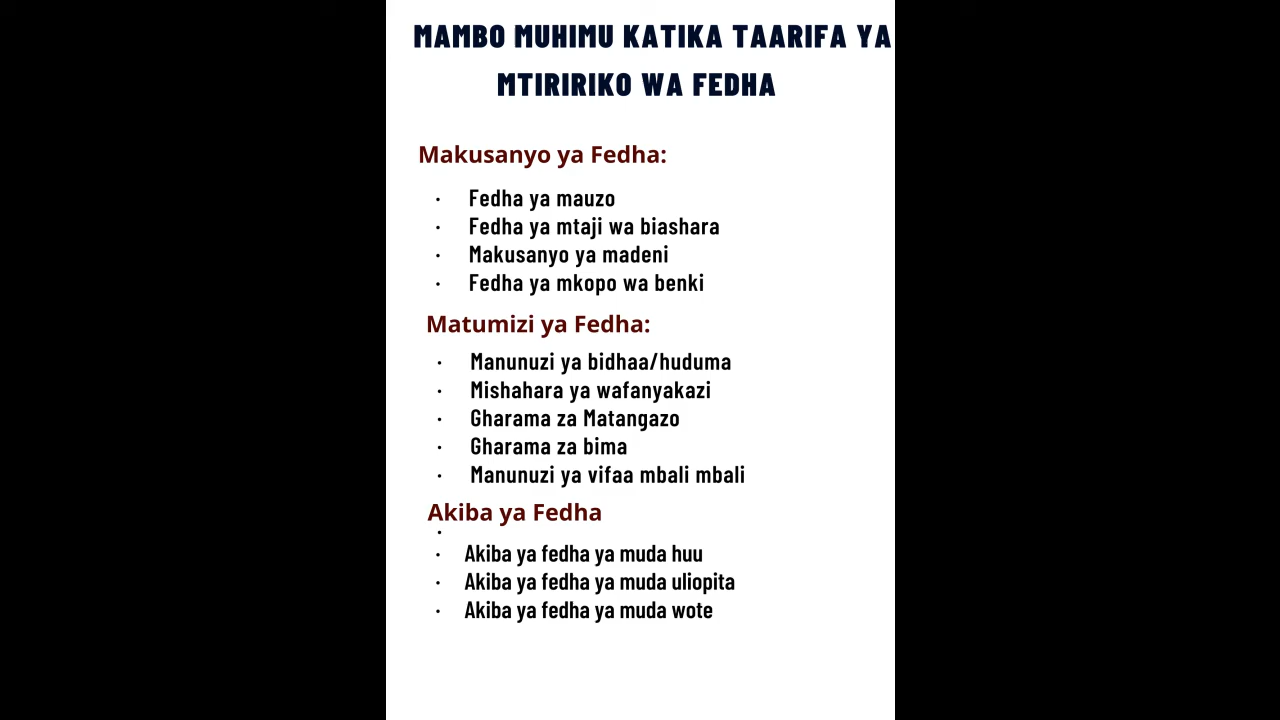 MAMBO MUHIMU KATIKA TAARIFA YA
MTIRIRIKO WA FEDHA
Makusanyo ya Fedha:
· Fedha ya mauzo
· Fedha ya mtaji wa biashara
· Makusanyo ya madeni
· Fedha ya mkopo wa benki
Matumizi ya Fedha:
· Manunuzi ya bidhaa/huduma
· Mishahara ya wafanyakazi
· Gharama za Matangazo
· Gharama za bima
· Manunuzi ya vifaa mbali mbali
Akiba ya Fedha
·
· Akiba ya fedha ya muda huu
· Akiba ya fedha ya muda uliopita
· Akiba ya fedha ya muda wote